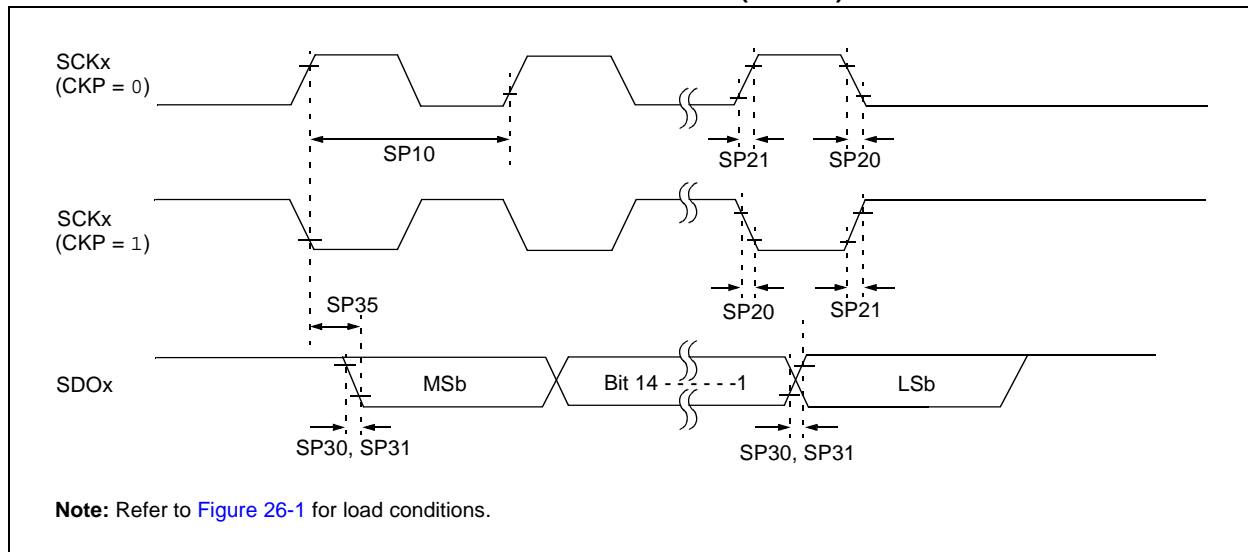 SCKx
(CKP = 0)
SP10
SP21
SP20
SCKx
(CKP = 1)
SP35
SP20
SP21
SDOx
MSb
Bit 14 - - - - - -1
LSb
SP30, SP31
SP30, SP31
Note: Refer to Figure 26-1 for load conditions.